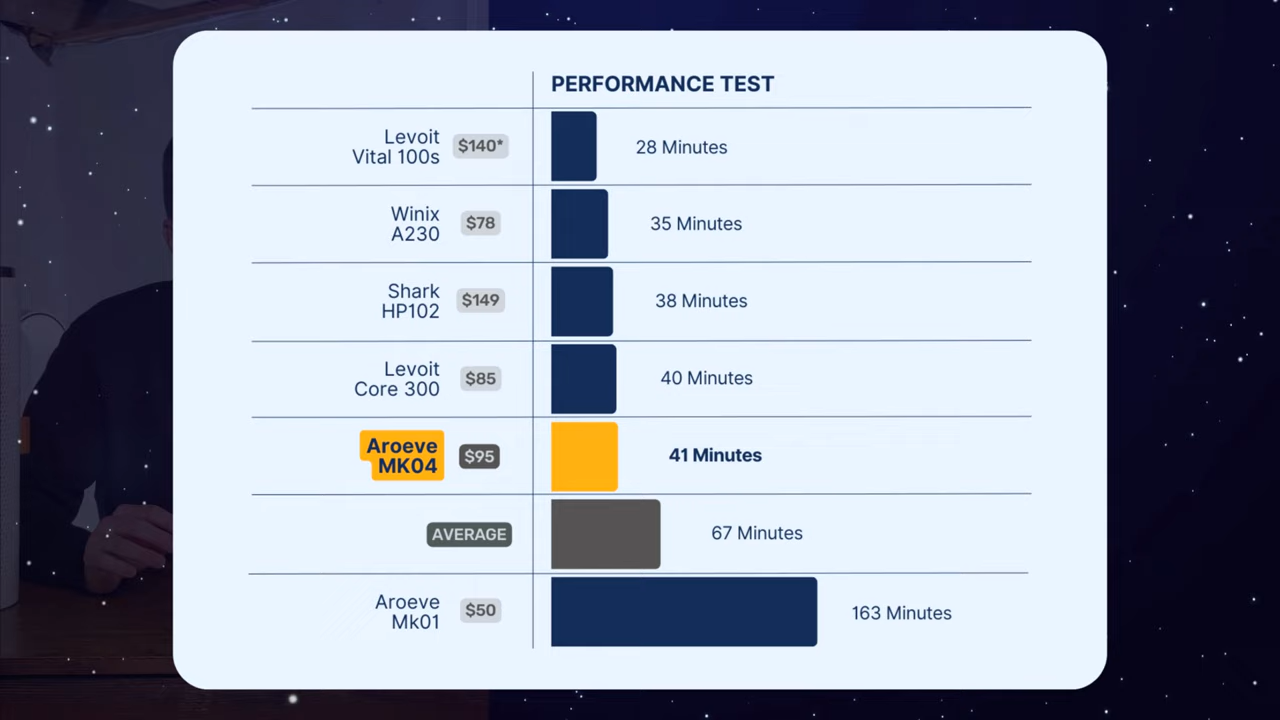 PERFORMANCE TEST
Levoit
Vital 100s
$140*
28 Minutes
Winix
A230
$78
35 Minutes
Shark
HP102
$149
38 Minutes
Levoit
Core 300
$85
40 Minutes
Aroeve
MK04
$95
41 Minutes
AVERAGE
67 Minutes
Aroeve
Mk01
$50
163 Minutes